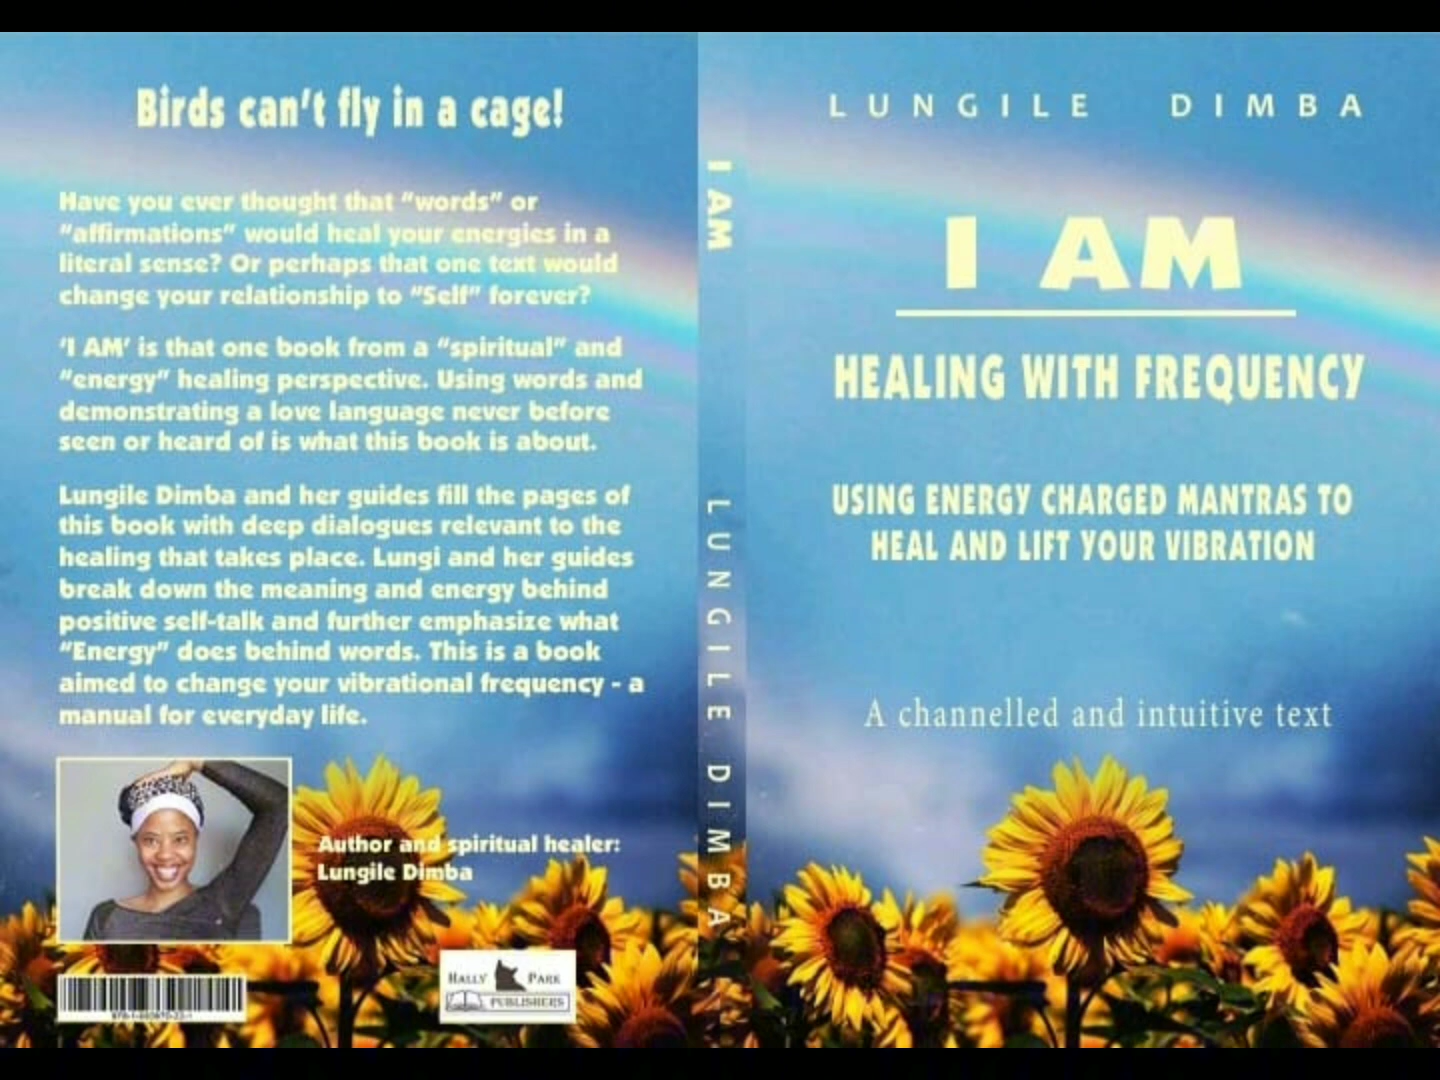 Birds can't fly in a cage!
Have you ever thought that "words" or
"affirmations" would heal your energies in a
literal sense? Or perhaps that one text would
change your relationship to "Self" forever?
'I AM' is that one book from a "spiritual" and
"energy" healing perspective. Using words and
demonstrating a love language never before
seen or heard of is what this book is about.
Lungile Dimba and her guides fill the pages of
this book with deep dialogues relevant to the
healing that takes place. Lungi and her guides
break down the meaning and energy behind
positive self-talk and further emphasize what
"Energy" does behind words. This is a book
aimed to change your vibrational frequency - a
manual for everyday life.
Author and spiritual healer:
Lungile Dimba
HALLY PARK
PUBLISHERS
I AM LUNGILE DIMBA
LUNGILE DIMBA
I AM
HEALING WITH FREQUENCY
USING ENERGY CHARGED MANTRAS TO
HEAL AND LIFT YOUR VIBRATION
A channelled and intuitive text